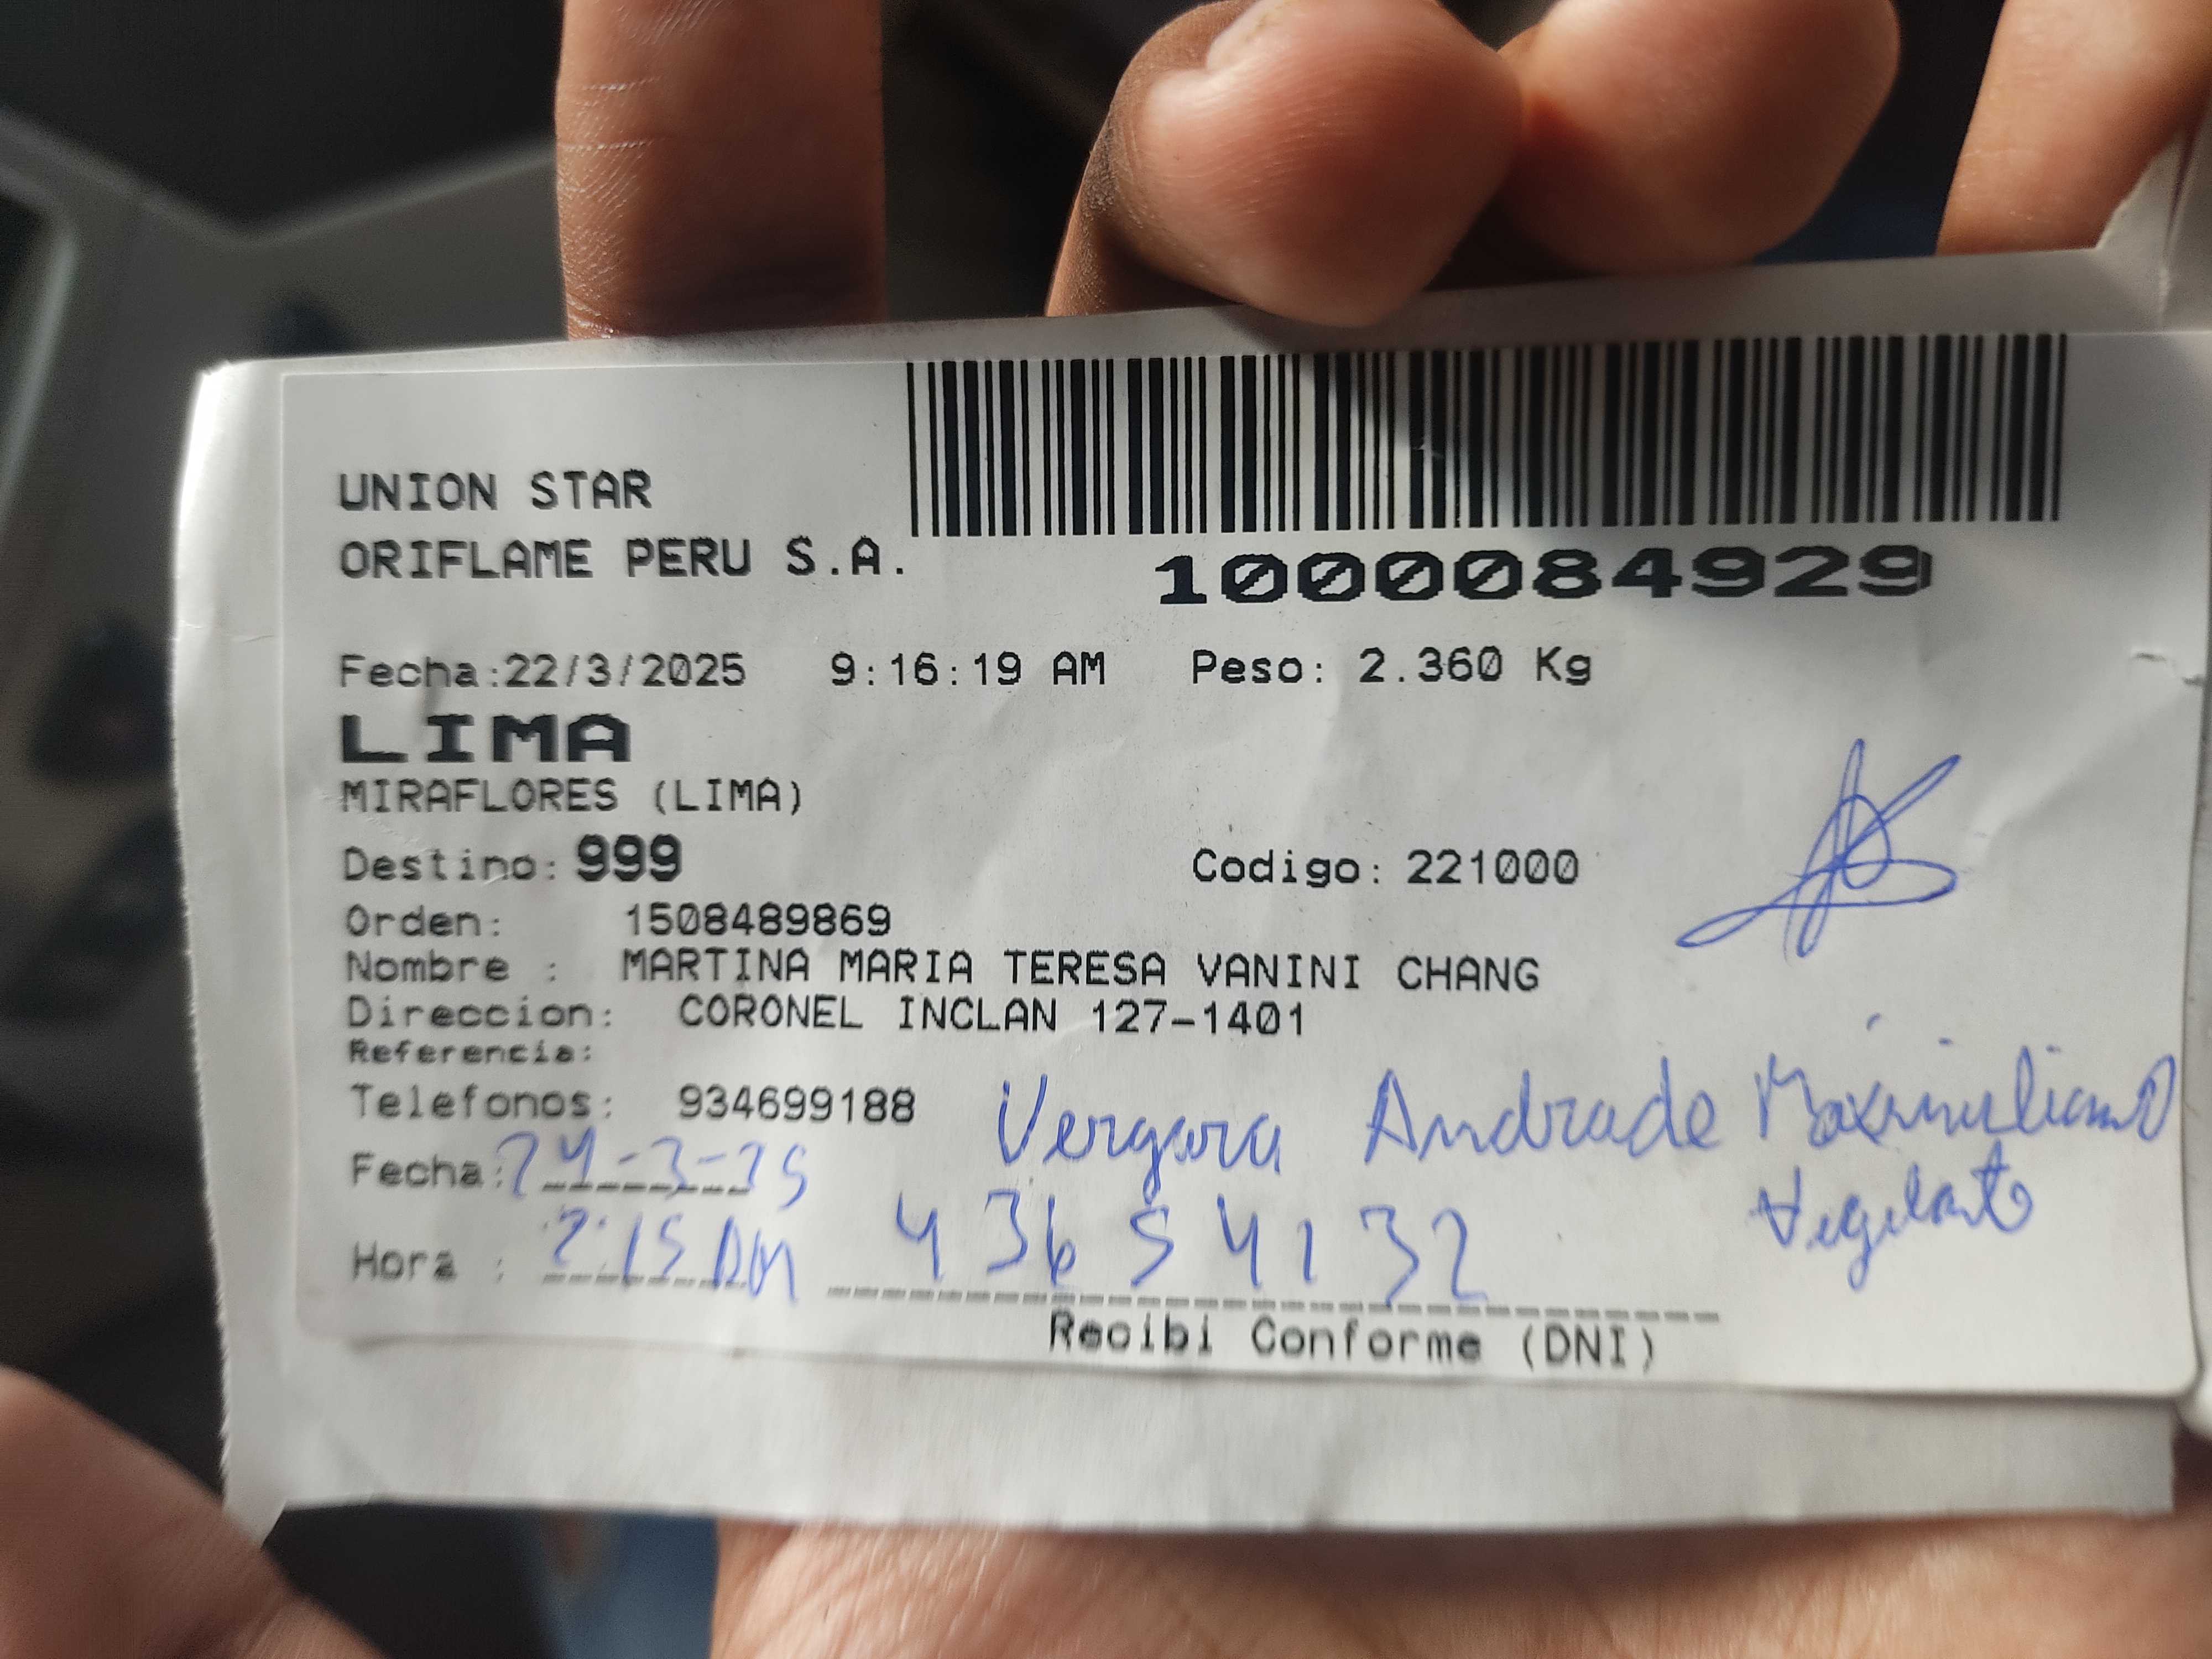 UNION STAR
ORIFLAME PERU S.A.
1000084929
Fecha:22/3/2025 9:16:19 AM Peso: 2.360 Kg
LIMA
MIRAFLORES (LIMA)
Destino: 999 Codigo: 221000
Orden: 1508489869
Nombre : MARTINA MARIA TERESA VANINI CHANG
Direccion: CORONEL INCLAN 127-1401
Referencia:
Telefonos: 934699188
Vergara Andrade Maximiliano
Fecha: 24-3-25
Vegelante
Hora : 2:15 PM 43654132
Recibi Conforme (DNI)